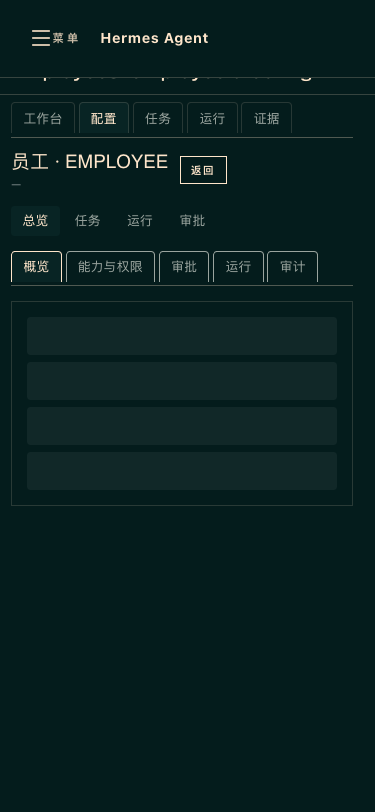 菜单 Hermes Agent
工作台 配置 任务 运行 证据
员工 · EMPLOYEE 返回
—
总览 任务 运行 审批
概览 能力与权限 审批 运行 审计